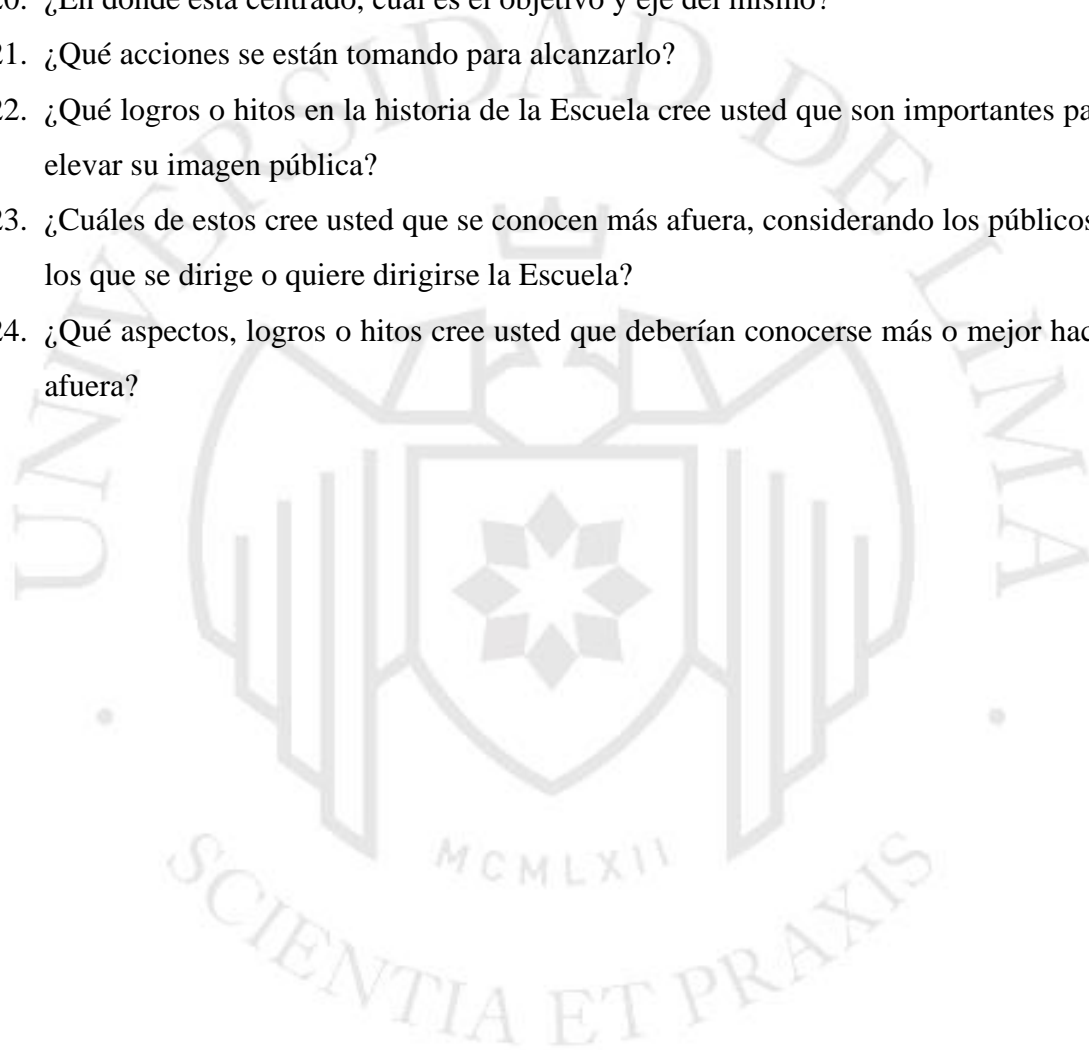 20. ¿En dónde está centrado, cuál es el objetivo y eje del mismo?
21. ¿Qué acciones se están tomando para alcanzarlo?
22. ¿Qué logros o hitos en la historia de la Escuela cree usted que son importantes
elevar su imagen pública?
23. ¿Cuáles de estos cree usted que se conocen más afuera, considerando los públicos
los que se dirige o quiere dirigirse la Escuela?
24. ¿Qué aspectos, logros o hitos cree usted que deberían conocerse más o mejor
afuera?
UNIVERSIDAD DE LIMA
MCMLXII
SCIENTIA ET PRAXIS